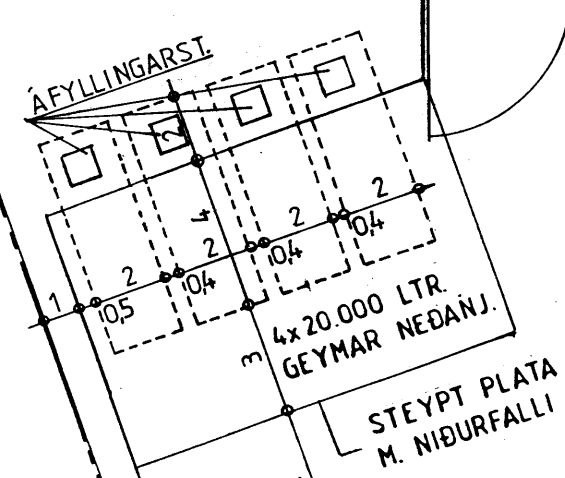 ÁFYLLINGARST.
2
4
2
2
0,4
2
0,4
2
0,4
1
0,5
3
4x20.000 LTR.
GEYMAR NEÐANJ.
STEYPT PLATA
M. NIÐURFALLI